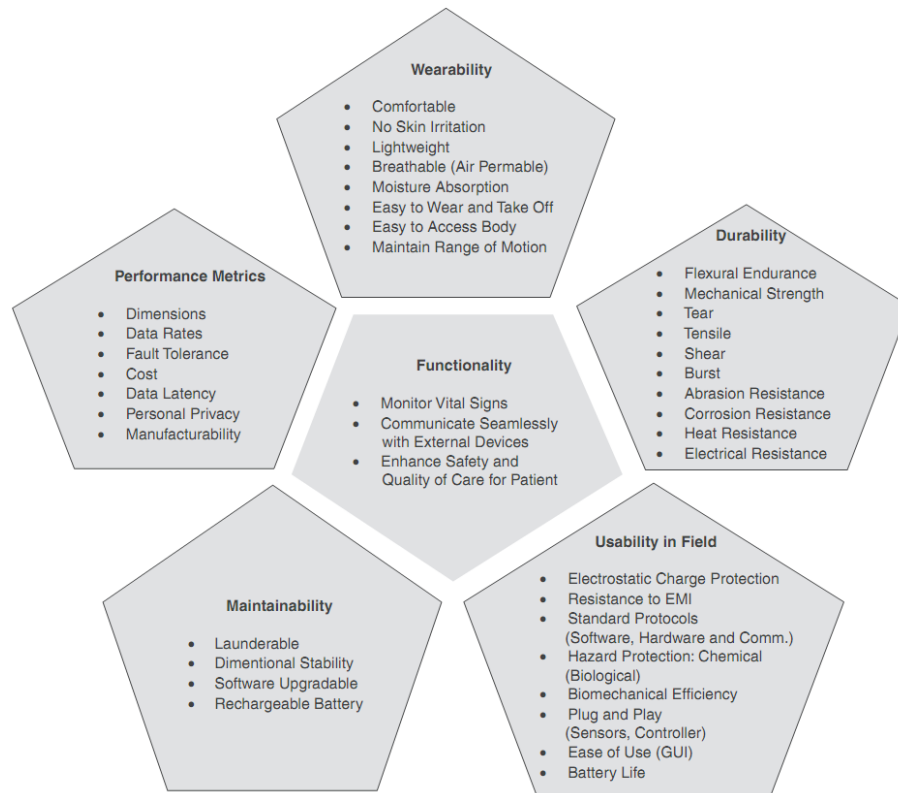 Wearability
• Comfortable
• No Skin Irritation
• Lightweight
• Breathable (Air Permable)
• Moisture Absorption
• Easy to Wear and Take Off
• Easy to Access Body
• Maintain Range of Motion
Performance Metrics
• Dimensions
• Data Rates
• Fault Tolerance
• Cost
• Data Latency
• Personal Privacy
• Manufacturability
Functionality
• Monitor Vital Signs
• Communicate Seamlessly
with External Devices
• Enhance Safety and
Quality of Care for Patient
Durability
• Flexural Endurance
• Mechanical Strength
• Tear
• Tensile
• Shear
• Burst
• Abrasion Resistance
• Corrosion Resistance
• Heat Resistance
• Electrical Resistance
Maintainability
• Launderable
• Dimentional Stability
• Software Upgradable
• Rechargeable Battery
Usability in Field
• Electrostatic Charge Protection
• Resistance to EMI
• Standard Protocols
(Software, Hardware and Comm.)
• Hazard Protection: Chemical
(Biological)
• Biomechanical Efficiency
• Plug and Play
(Sensors, Controller)
• Ease of Use (GUI)
• Battery Life